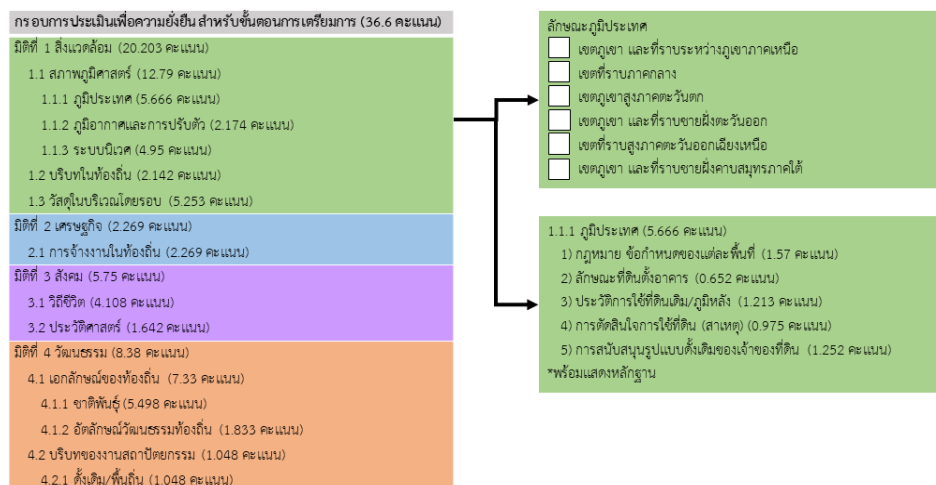 กรอบการประเมินเพื่อความยั่งยืน สำหรับขั้นตอนการเตรียมการ (36.6 คะแนน)
มิติที่ 1 สิ่งแวดล้อม (20.203 คะแนน)
1.1 สภาพภูมิศาสตร์ (12.79 คะแนน)
1.1.1 ภูมิประเทศ (5.666 คะแนน)
1.1.2 ภูมิอากาศและการปรับตัว (2.174 คะแนน)
1.1.3 ระบบนิเวศ (4.95 คะแนน)
1.2 บริบทในท้องถิ่น (2.142 คะแนน)
1.3 วัสดุในบริเวณโดยรอบ (5.253 คะแนน)
มิติที่ 2 เศรษฐกิจ (2.269 คะแนน)
2.1 การจ้างงานในท้องถิ่น (2.269 คะแนน)
มิติที่ 3 สังคม (5.75 คะแนน)
3.1 วิถีชีวิต (4.108 คะแนน)
3.2 ประวัติศาสตร์ (1.642 คะแนน)
มิติที่ 4 วัฒนธรรม (8.38 คะแนน)
4.1 เอกลักษณ์ของท้องถิ่น (7.33 คะแนน)
4.1.1 ชาติพันธุ์ (5.498 คะแนน)
4.1.2 อัตลักษณ์วัฒนธรรมท้องถิ่น (1.833 คะแนน)
4.2 บริบทของงานสถาปัตยกรรม (1.048 คะแนน)
4.2.1 ดั้งเดิม/พื้นถิ่น (1.048 คะแนน)
ลักษณะภูมิประเทศ
เขตภูเขา และที่ราบระหว่างภูเขาภาคเหนือ
เขตที่ราบภาคกลาง
เขตภูเขาสูงภาคตะวันตก
เขตภูเขา และที่ราบชายฝั่งตะวันออก
เขตที่ราบสูงภาคตะวันออกเฉียงเหนือ
เขตภูเขา และที่ราบชายฝั่งคาบสมุทรภาคใต้
1.1.1 ภูมิประเทศ (5.666 คะแนน)
1) กฎหมาย ข้อกำหนดของแต่ละพื้นที่ (1.57 คะแนน)
2) ลักษณะที่ดินตั้งอาคาร (0.652 คะแนน)
3) ประวัติการใช้ที่ดินเดิม/ภูมิหลัง (1.213 คะแนน)
4) การตัดสินใจการใช้ที่ดิน (สาเหตุ) (0.975 คะแนน)
5) การสนับสนุนรูปแบบดั้งเดิมของเจ้าของที่ดิน (1.252 คะแนน)
*พร้อมแสดงหลักฐาน